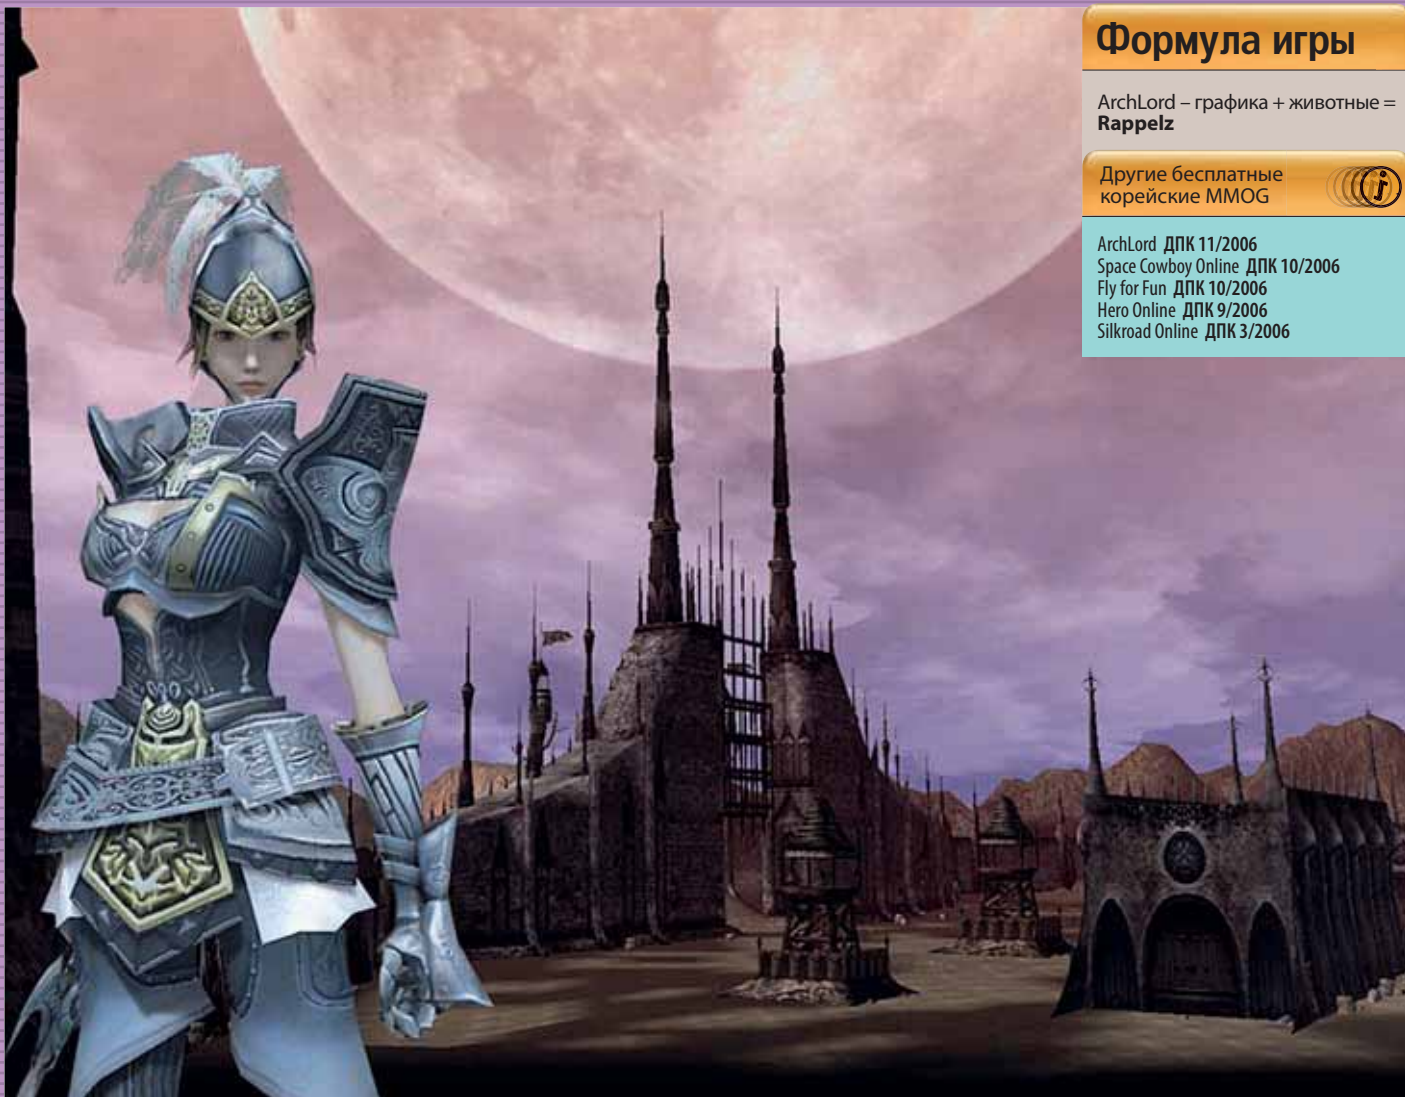 Формула игры
ArchLord – графика + животные =
Rappelz
Другие бесплатные
корейские MMOG
ArchLord ДПК 11/2006
Space Cowboy Online ДПК 10/2006
Fly for Fun ДПК 10/2006
Hero Online ДПК 9/2006
Silkroad Online ДПК 3/2006